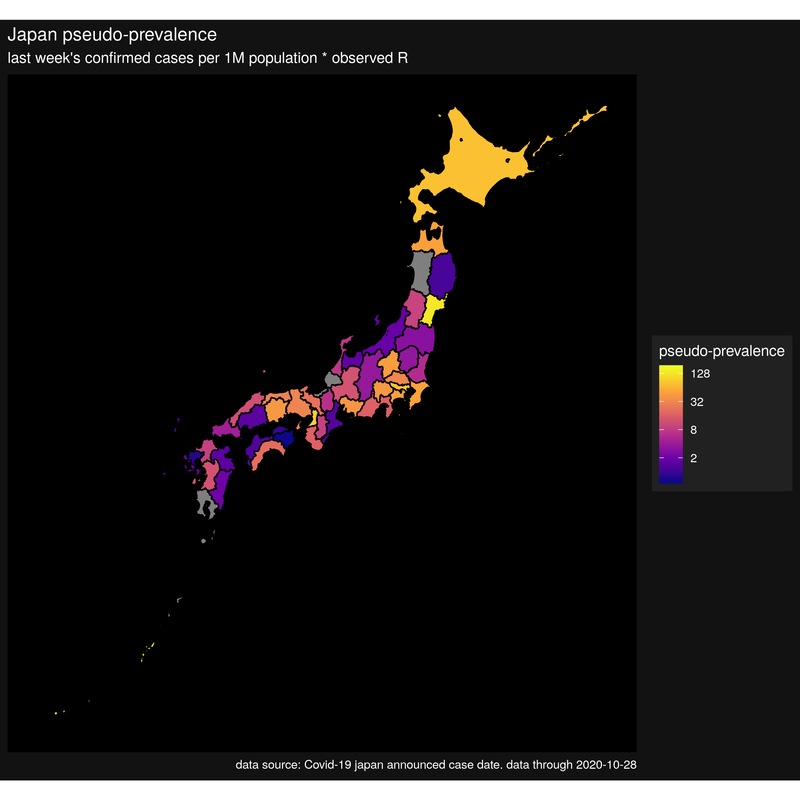 Japan pseudo-prevalence
last week's confirmed cases per 1M population * observed R
pseudo-prevalence
128
32
8
2
data source: Covid-19 japan announced case date. data through 2020-10-28